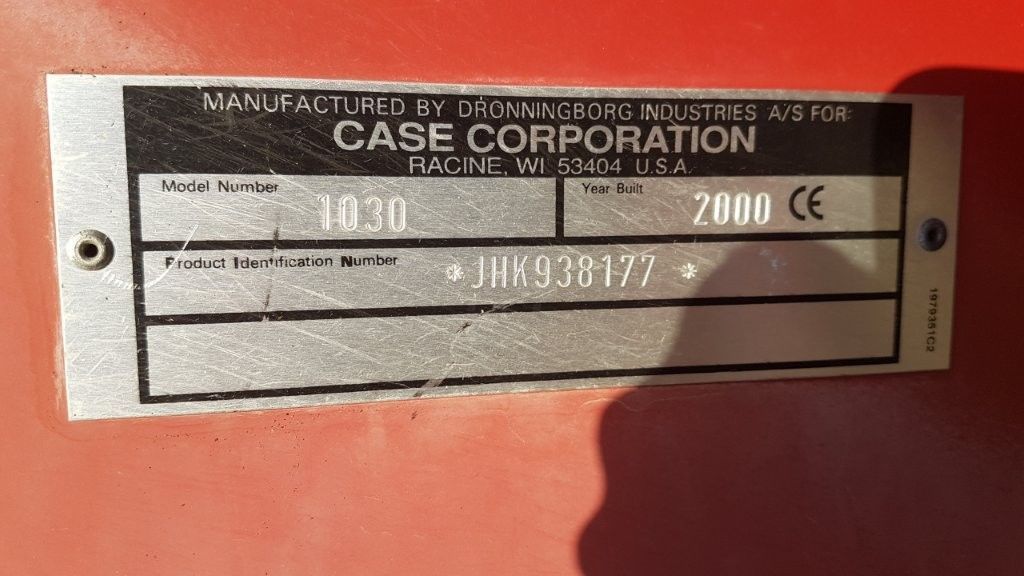 MANUFACTURED BY DRONNINGBORG INDUSTRIES A/S FOR:
CASE CORPORATION
RACINE, WI 53404 U.S.A.
Model Number
1030
Year Built
2000 CE
Product Identification Number
*JHK938177 *
1979351C2